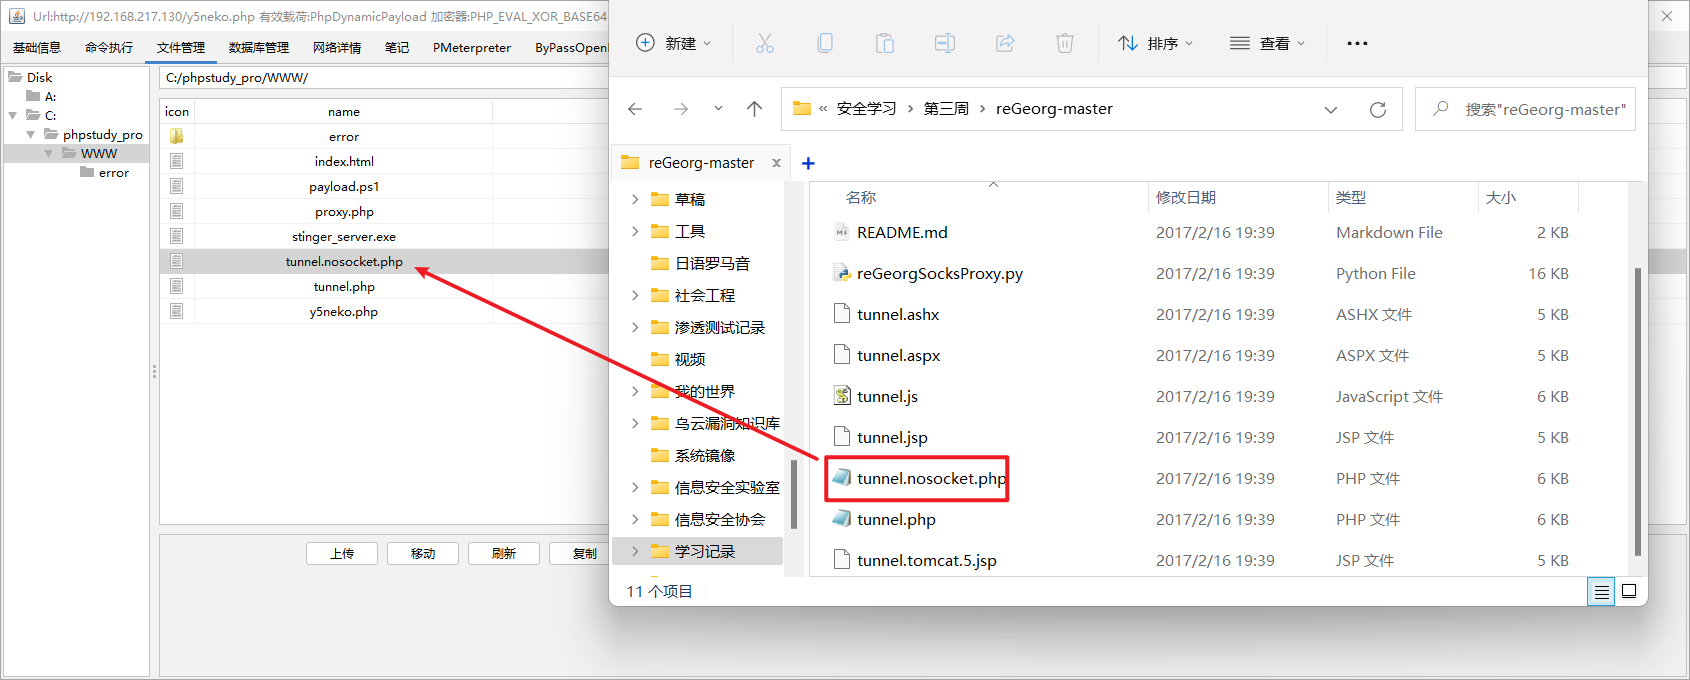 Url:http://192.168.217.130/y5neko.php 有效载荷:PhpDynamicPayload 加密器:PHP_EVAL_XOR_BASE64
基础信息 命令执行 文件管理 数据库管理 网络详情 笔记 PMeterpreter ByPassOpenl
Disk
A:
C:
phpstudy_pro
WWW
error
C:/phpstudy_pro/WWW/
icon name
error
index.html
payload.ps1
proxy.php
stinger_server.exe
tunnel.nosocket.php
tunnel.php
y5neko.php
上传 移动 刷新 复制
新建 排序 查看 •••
« 安全学习 › 第三周 › reGeorg-master
搜索"reGeorg-master"
reGeorg-master x +
草稿
工具
日语罗马音
社会工程
渗透测试记录
视频
我的世界
乌云漏洞知识库
系统镜像
信息安全实验室
信息安全协会
学习记录
名称 修改日期 类型 大小
README.md 2017/2/16 19:39 Markdown File 2 KB
reGeorgSocksProxy.py 2017/2/16 19:39 Python File 16 KB
tunnel.ashx 2017/2/16 19:39 ASHX 文件 5 KB
tunnel.aspx 2017/2/16 19:39 ASPX 文件 5 KB
tunnel.js 2017/2/16 19:39 JavaScript 文件 6 KB
tunnel.jsp 2017/2/16 19:39 JSP 文件 5 KB
tunnel.nosocket.php 2017/2/16 19:39 PHP 文件 6 KB
tunnel.php 2017/2/16 19:39 PHP 文件 6 KB
tunnel.tomcat.5.jsp 2017/2/16 19:39 JSP 文件 5 KB
11 个项目